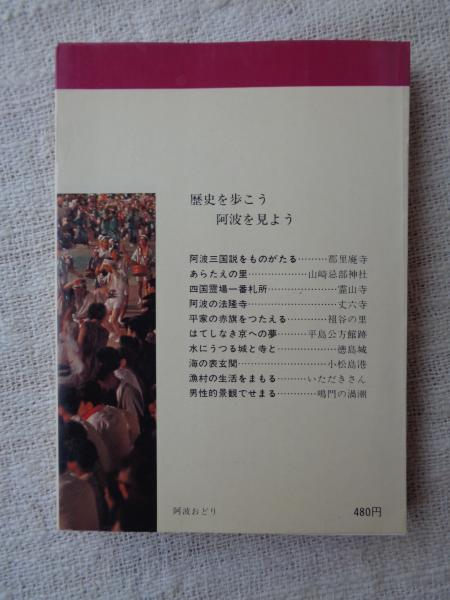 歴史を歩こう
阿波を見よう
阿波三国説をものがたる………郡里廃寺
あらたえの里………………山崎忌部神社
四国霊場一番札所…………………霊山寺
阿波の法隆寺………………………丈六寺
平家の赤旗をつたえる…………祖谷の里
はてしなき京への夢………平島公方館跡
水にうつる城と寺と………………徳島城
海の表玄関………………………小松島港
漁村の生活をまもる………いただきさん
男性的景観でせまる…………鳴門の渦潮
阿波おどり
480円